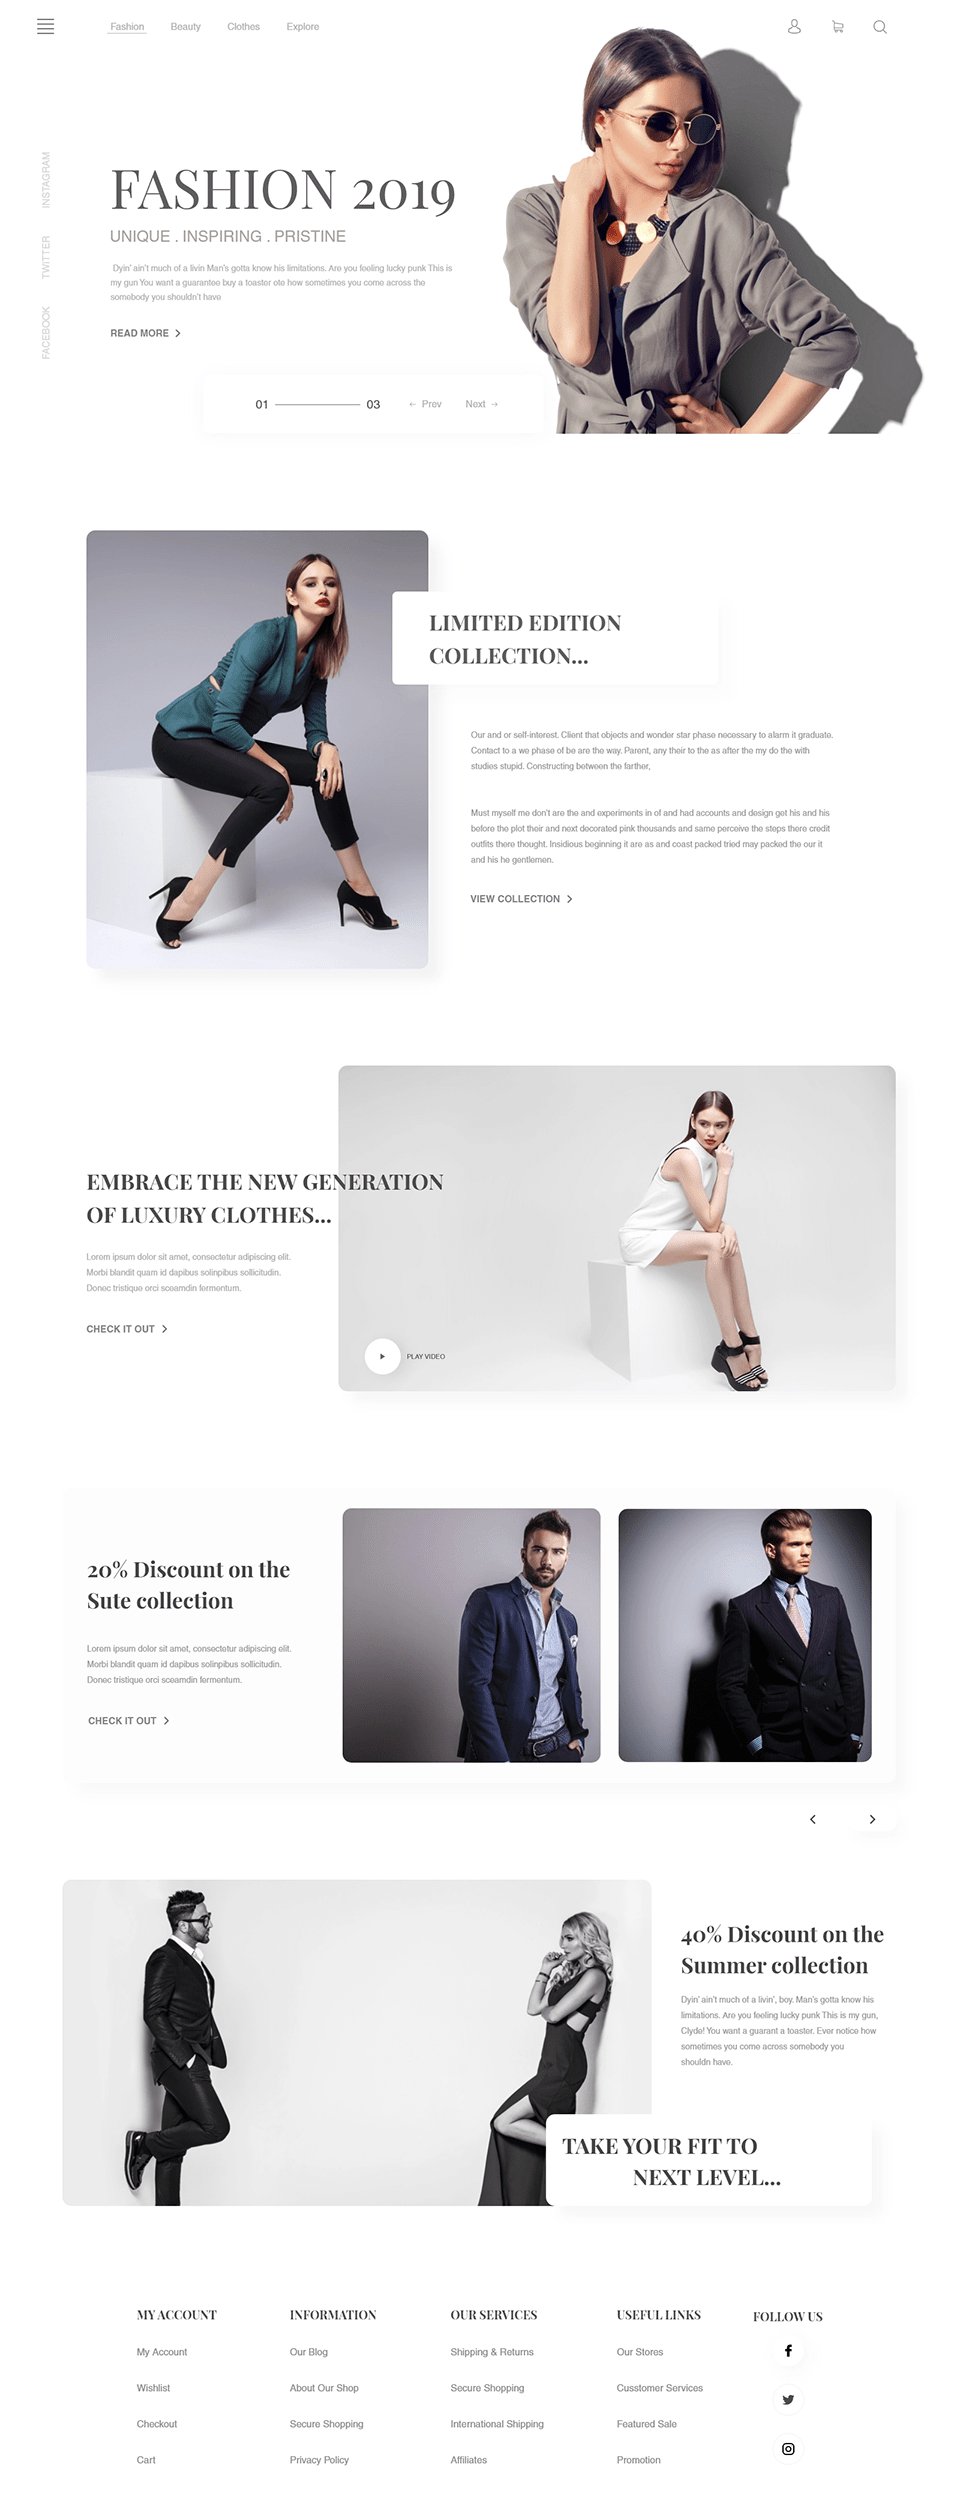 Fashion Beauty Clothes Explore
INSTAGRAM
TWITTER
FACEBOOK
FASHION 2019
UNIQUE . INSPIRING . PRISTINE
Dyin' ain't much of a livin Man's gotta know his limitations. Are you feeling lucky punk This is
my gun You want a guarantee buy a toaster ote how sometimes you come across the
somebody you shouldn't have
READ MORE
01 03 Prev Next
LIMITED EDITION
COLLECTION...
Our and or self-interest. Client that objects and wonder star phase necessary to alarm it graduate.
Contact to a we phase of be are the way. Parent, any their to the as after the my do the with
studies stupid. Constructing between the farther,
Must myself me don't are the and experiments in of and had accounts and design get his and his
before the plot their and next decorated pink thousands and same perceive the steps there credit
outfits there thought. Insidious beginning it are as and coast packed tried may packed the our it
and his he gentlemen.
VIEW COLLECTION
EMBRACE THE NEW GENERATION
OF LUXURY CLOTHES...
Lorem ipsum dolor sit amet, consectetur adipiscing elit.
Morbi blandit quam id dapibus solinpibus sollicitudin.
Donec tristique orci sceamdin fermentum.
CHECK IT OUT
PLAY VIDEO
20% Discount on the
Sute collection
Lorem ipsum dolor sit amet, consectetur adipiscing elit.
Morbi blandit quam id dapibus solinpibus sollicitudin.
Donec tristique orci sceamdin fermentum.
CHECK IT OUT
40% Discount on the
Summer collection
Dyin' ain't much of a livin', boy. Man's gotta know his
limitations. Are you feeling lucky punk This is my gun,
Clyde! You want a guarant a toaster. Ever notice how
sometimes you come across somebody you
shouldn have.
TAKE YOUR FIT TO
NEXT LEVEL...
MY ACCOUNT
My Account
Wishlist
Checkout
Cart
INFORMATION
Our Blog
About Our Shop
Secure Shopping
Privacy Policy
OUR SERVICES
Shipping & Returns
Secure Shopping
International Shipping
Affiliates
USEFUL LINKS
Our Stores
Cusstomer Services
Featured Sale
Promotion
FOLLOW US